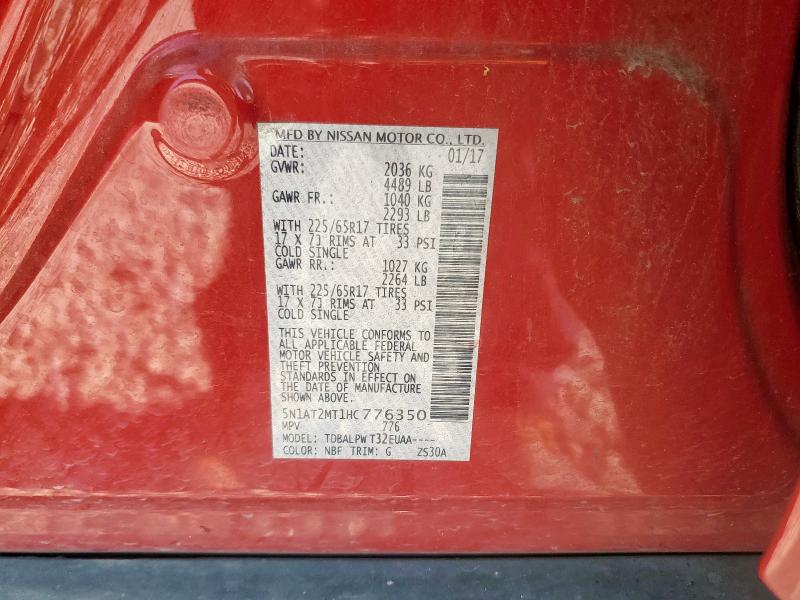 MFD BY NISSAN MOTOR CO., LTD.
DATE: 01/17
GVWR: 2036 KG
4489 LB
GAWR FR.: 1040 KG
2293 LB
WITH 225/65R17 TIRES
17 X 7J RIMS AT 33 PSI
COLD SINGLE
GAWR RR.: 1027 KG
2264 LB
WITH 225/65R17 TIRES
17 X 7J RIMS AT 33 PSI
COLD SINGLE
THIS VEHICLE CONFORMS TO
ALL APPLICABLE FEDERAL
MOTOR VEHICLE SAFETY AND
THEFT PREVENTION
STANDARDS IN EFFECT ON
THE DATE OF MANUFACTURE
SHOWN ABOVE.
5N1AT2MT1HC776350
MPV 776
MODEL: TDBALPW T32EUAA----
COLOR: NBF TRIM: G ZS30A